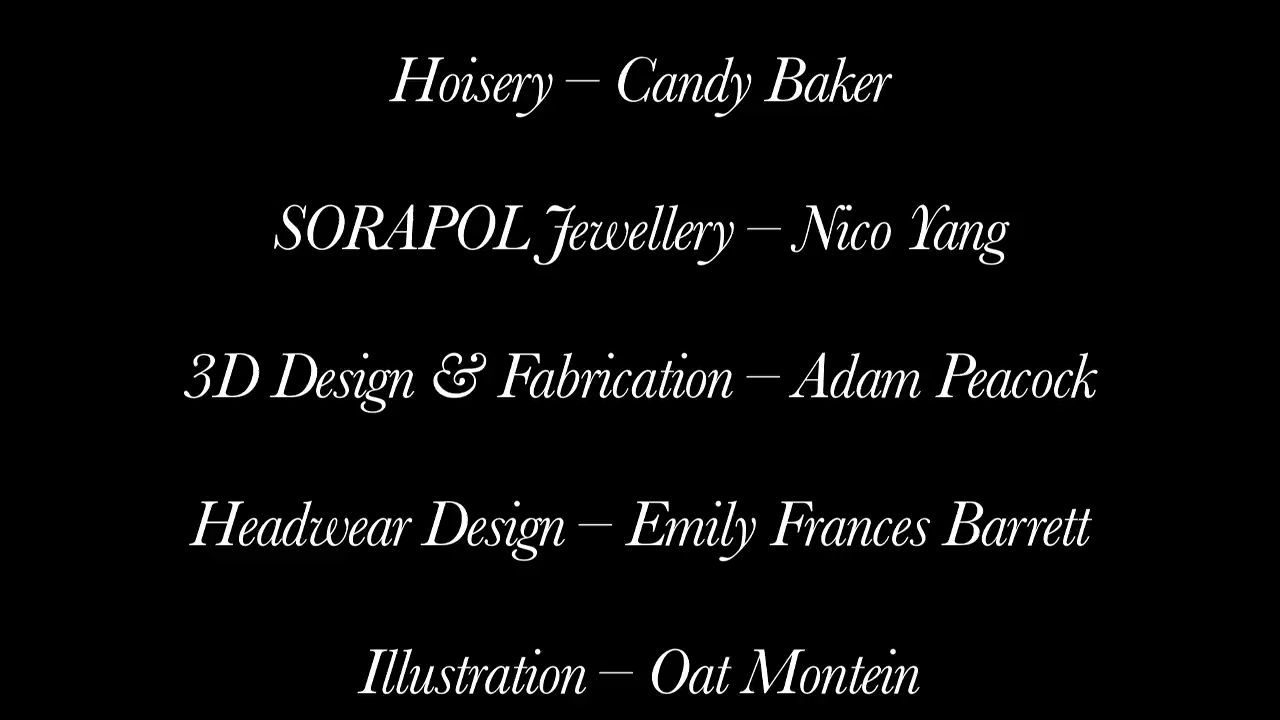 Hoisery — Candy Baker
SORAPOL Jewellery — Nico Yang
3D Design & Fabrication — Adam Peacock
Headwear Design — Emily Frances Barrett
Illustration — Oat Montein